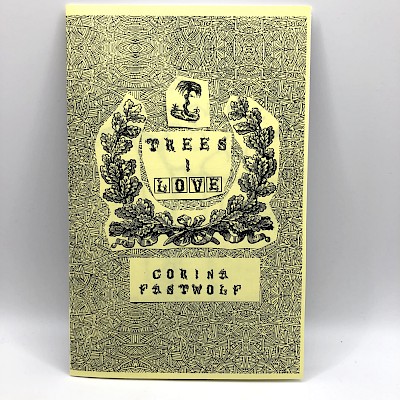 TREES
I
LOVE
CORINA
FASTWOLF